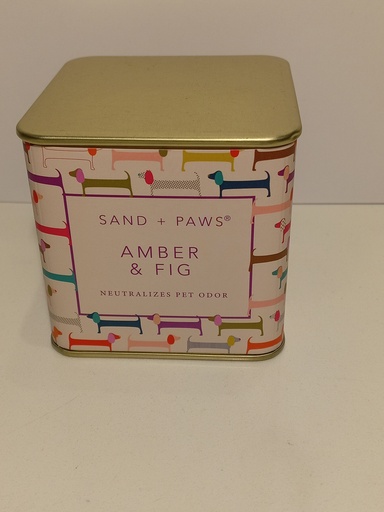 SAND + PAWS®
AMBER
& FIG
NEUTRALIZES PET ODOR